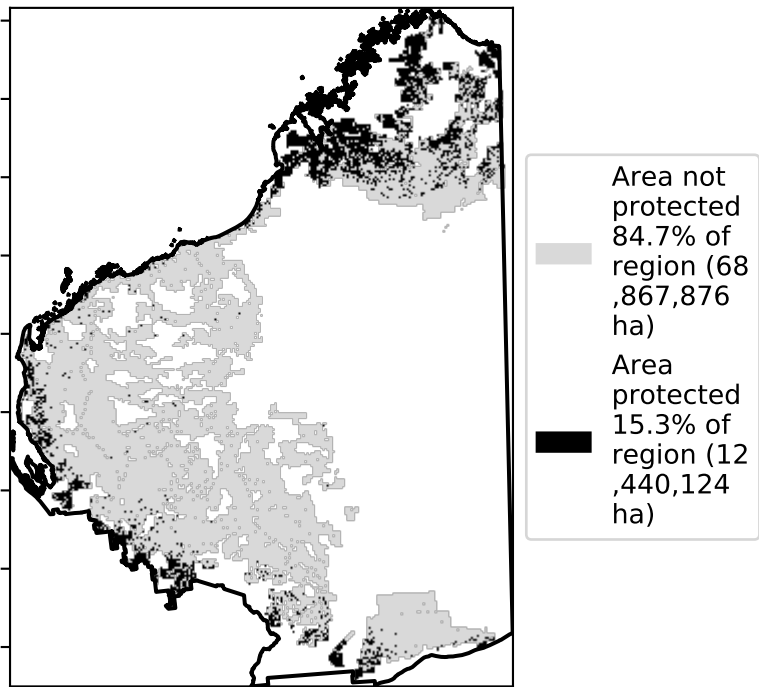 Area not
protected
84.7% of
region (68
,867,876
ha)
Area
protected
15.3% of
region (12
,440,124
ha)